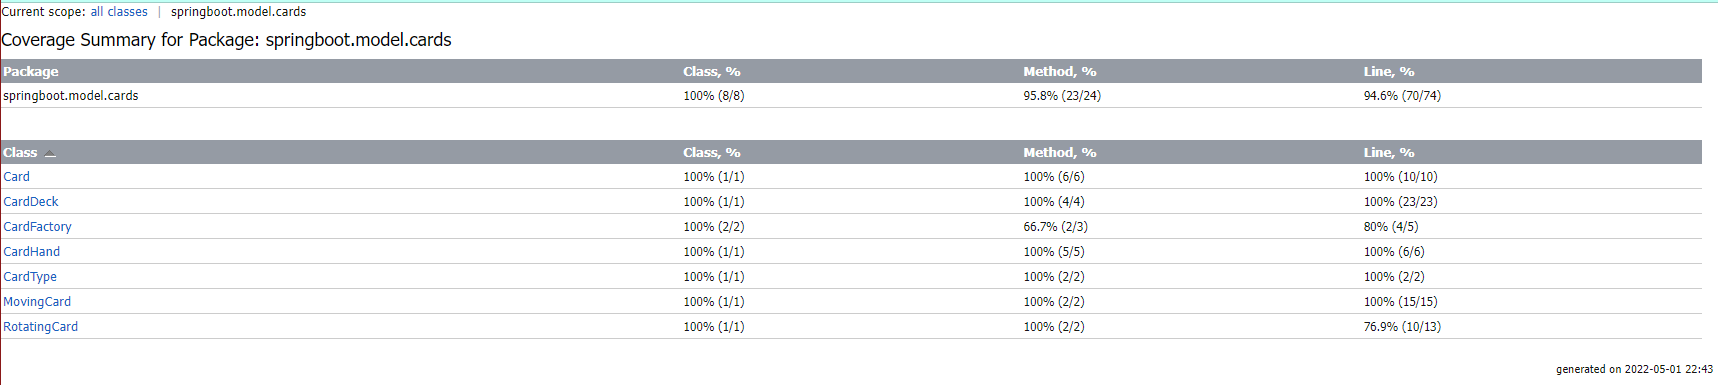 Current scope: all classes | springboot.model.cards
Coverage Summary for Package: springboot.model.cards
Package Class, % Method, % Line, %
springboot.model.cards 100% (8/8) 95.8% (23/24) 94.6% (70/74)
Class Class, % Method, % Line, %
Card 100% (1/1) 100% (6/6) 100% (10/10)
CardDeck 100% (1/1) 100% (4/4) 100% (23/23)
CardFactory 100% (2/2) 66.7% (2/3) 80% (4/5)
CardHand 100% (1/1) 100% (5/5) 100% (6/6)
CardType 100% (1/1) 100% (2/2) 100% (2/2)
MovingCard 100% (1/1) 100% (2/2) 100% (15/15)
RotatingCard 100% (1/1) 100% (2/2) 76.9% (10/13)
generated on 2022-05-01 22:43